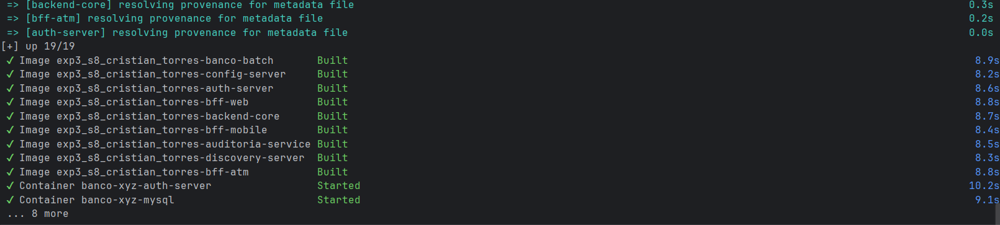 => [backend-core] resolving provenance for metadata file 0.3s
=> [bff-atm] resolving provenance for metadata file 0.2s
=> [auth-server] resolving provenance for metadata file 0.0s
[+] up 19/19
✓ Image exp3_s8_cristian_torres-banco-batch Built 8.9s
✓ Image exp3_s8_cristian_torres-config-server Built 8.2s
✓ Image exp3_s8_cristian_torres-auth-server Built 8.6s
✓ Image exp3_s8_cristian_torres-bff-web Built 8.8s
✓ Image exp3_s8_cristian_torres-backend-core Built 8.7s
✓ Image exp3_s8_cristian_torres-bff-mobile Built 8.4s
✓ Image exp3_s8_cristian_torres-auditoria-service Built 8.5s
✓ Image exp3_s8_cristian_torres-discovery-server Built 8.3s
✓ Image exp3_s8_cristian_torres-bff-atm Built 8.8s
✓ Container banco-xyz-auth-server Started 10.2s
✓ Container banco-xyz-mysql Started 9.1s
... 8 more